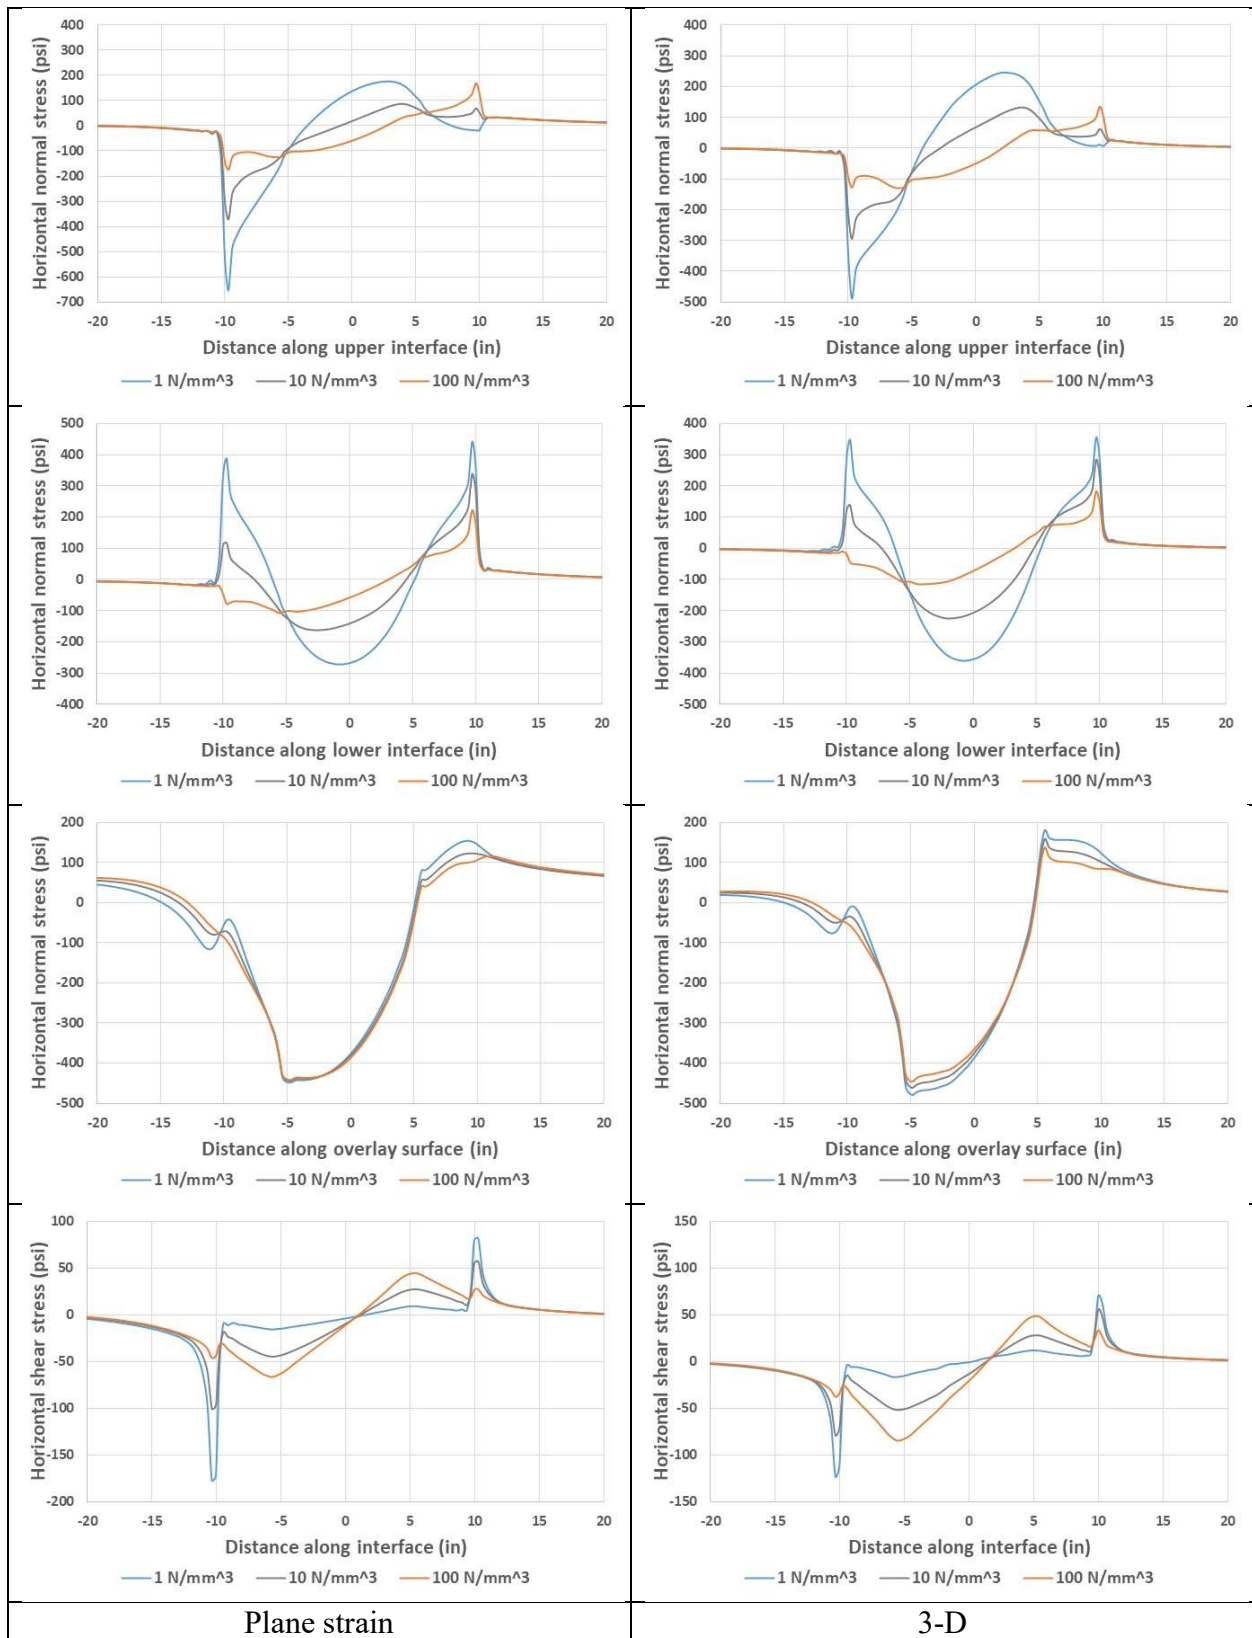 Horizontal normal stress (psi)
400
300
200
100
0
-100
-200
-300
-400
-500
-600
-700
-20 -15 -10 -5 0 5 10 15 20
Distance along upper interface (in)
1 N/mm^3 10 N/mm^3 100 N/mm^3
Horizontal normal stress (psi)
400
300
200
100
0
-100
-200
-300
-400
-500
-20 -15 -10 -5 0 5 10 15 20
Distance along upper interface (in)
1 N/mm^3 10 N/mm^3 100 N/mm^3
Horizontal normal stress (psi)
500
400
300
200
100
0
-100
-200
-300
-400
-20 -15 -10 -5 0 5 10 15 20
Distance along lower interface (in)
1 N/mm^3 10 N/mm^3 100 N/mm^3
Horizontal normal stress (psi)
400
300
200
100
0
-100
-200
-300
-400
-500
-20 -15 -10 -5 0 5 10 15 20
Distance along lower interface (in)
1 N/mm^3 10 N/mm^3 100 N/mm^3
Horizontal normal stress (psi)
200
100
0
-100
-200
-300
-400
-500
-20 -15 -10 -5 0 5 10 15 20
Distance along overlay surface (in)
1 N/mm^3 10 N/mm^3 100 N/mm^3
Horizontal normal stress (psi)
200
100
0
-100
-200
-300
-400
-500
-20 -15 -10 -5 0 5 10 15 20
Distance along overlay surface (in)
1 N/mm^3 10 N/mm^3 100 N/mm^3
Horizontal shear stress (psi)
100
50
0
-50
-100
-150
-200
-20 -15 -10 -5 0 5 10 15 20
Distance along interface (in)
1 N/mm^3 10 N/mm^3 100 N/mm^3
Horizontal shear stress (psi)
150
100
50
0
-50
-100
-150
-20 -15 -10 -5 0 5 10 15 20
Distance along interface (in)
1 N/mm^3 10 N/mm^3 100 N/mm^3
Plane strain
3-D